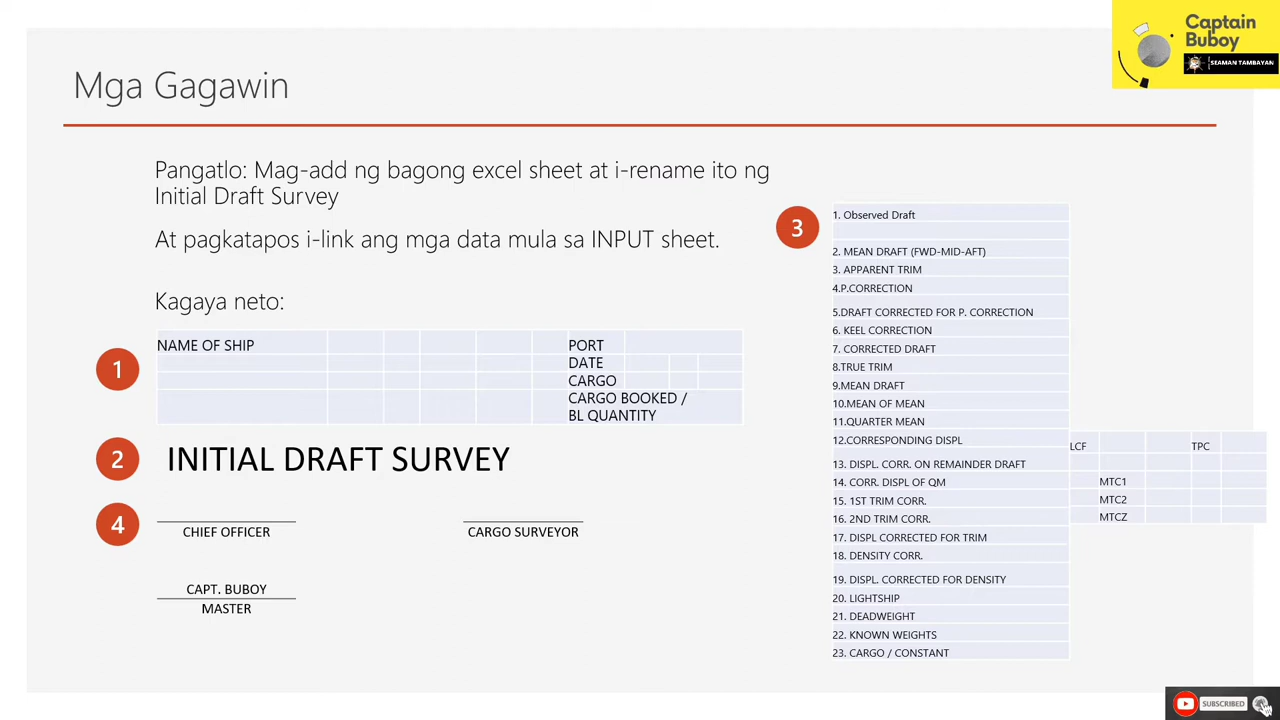 Captain
Buboy
SEAMAN TAMBAYAN
Mga Gagawin
Pangatlo: Mag-add ng bagong excel sheet at i-rename ito ng
Initial Draft Survey
At pagkatapos i-link ang mga data mula sa INPUT sheet.
Kagaya neto:
1
NAME OF SHIP PORT
DATE
CARGO
CARGO BOOKED /
BL QUANTITY
2
INITIAL DRAFT SURVEY
4
CHIEF OFFICER CARGO SURVEYOR
CAPT. BUBOY
MASTER
3
1. Observed Draft
2. MEAN DRAFT (FWD-MID-AFT)
3. APPARENT TRIM
4.P.CORRECTION
5.DRAFT CORRECTED FOR P. CORRECTION
6. KEEL CORRECTION
7. CORRECTED DRAFT
8.TRUE TRIM
9.MEAN DRAFT
10.MEAN OF MEAN
11.QUARTER MEAN
12.CORRESPONDING DISPL LCF TPC
13. DISPL. CORR. ON REMAINDER DRAFT
14. CORR. DISPL OF QM MTC1
15. 1ST TRIM CORR. MTC2
16. 2ND TRIM CORR. MTCZ
17. DISPL CORRECTED FOR TRIM
18. DENSITY CORR.
19. DISPL. CORRECTED FOR DENSITY
20. LIGHTSHIP
21. DEADWEIGHT
22. KNOWN WEIGHTS
23. CARGO / CONSTANT
SUBSCRIBED